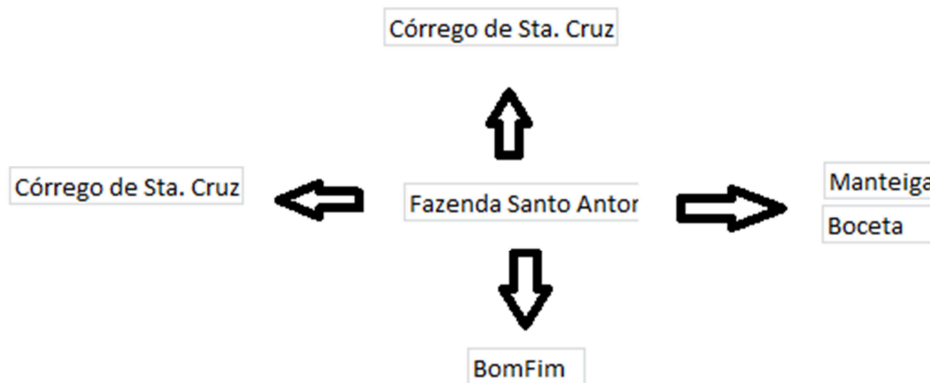 Córrego de Sta. Cruz
Córrego de Sta. Cruz
Fazenda Santo Antor
Manteiga
Boceta
BomFim